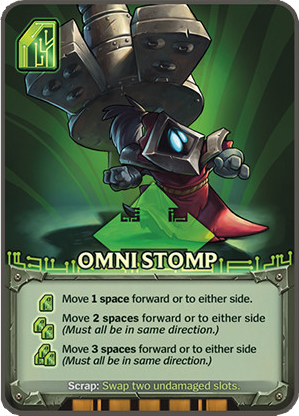 OMNI STOMP
Move 1 space forward or to either side.
Move 2 spaces forward or to either side
(Must all be in same direction.)
Move 3 spaces forward or to either side
(Must all be in same direction.)
Scrap: Swap two undamaged slots.